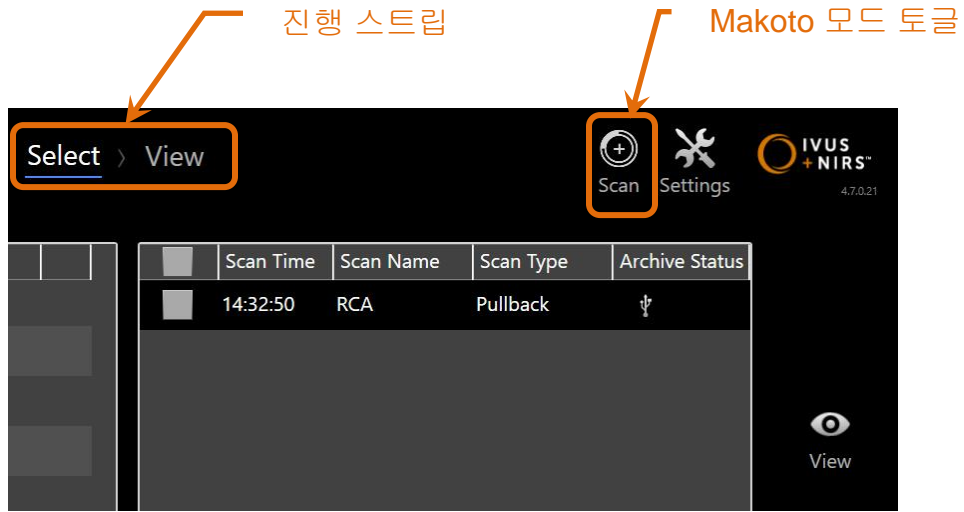 진행 스트립
Makoto 모드 토글
Select > View
Scan
Settings
IVUS
+NIRS™
4.7.0.21
Scan Time Scan Name Scan Type Archive Status
14:32:50 RCA Pullback
View